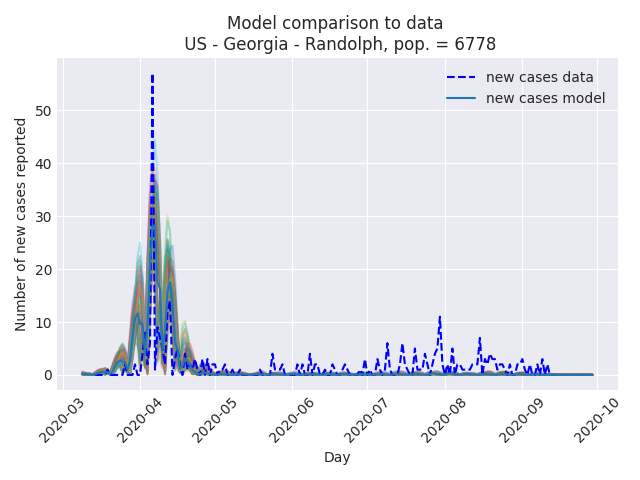 Model comparison to data
US - Georgia - Randolph, pop. = 6778
new cases data
new cases model
Number of new cases reported
50
40
30
20
10
0
2020-03
2020-04
2020-05
2020-06
2020-07
2020-08
2020-09
2020-10
Day